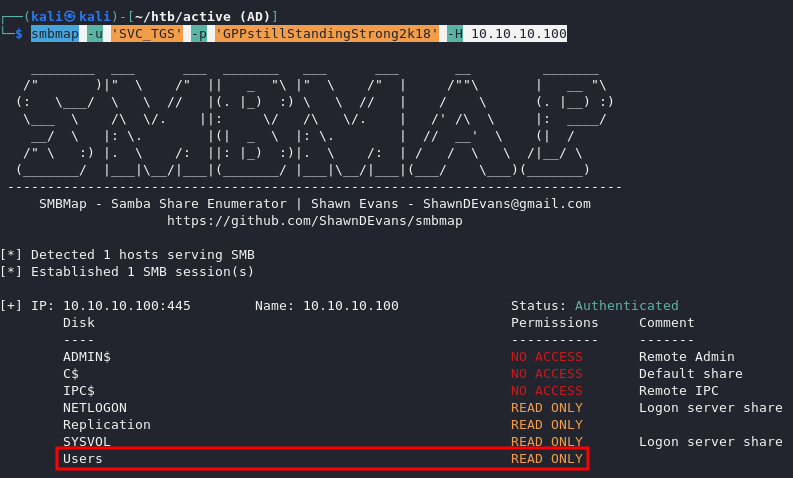 ┌──(kali㉿kali)-[~/htb/active (AD)]
└─$ smbmap -u 'SVC_TGS' -p 'GPPstillStandingStrong2k18' -H 10.10.10.100
SMBMAP
-----------------------------------------------------------------------------
SMBMap - Samba Share Enumerator | Shawn Evans - ShawnDEvans@gmail.com
https://github.com/ShawnDEvans/smbmap
[*] Detected 1 hosts serving SMB
[*] Established 1 SMB session(s)
[+] IP: 10.10.10.100:445 Name: 10.10.10.100 Status: Authenticated
Disk Permissions Comment
---- ----------- -------
ADMIN$ NO ACCESS Remote Admin
C$ NO ACCESS Default share
IPC$ NO ACCESS Remote IPC
NETLOGON READ ONLY Logon server share
Replication READ ONLY
SYSVOL READ ONLY Logon server share
Users READ ONLY